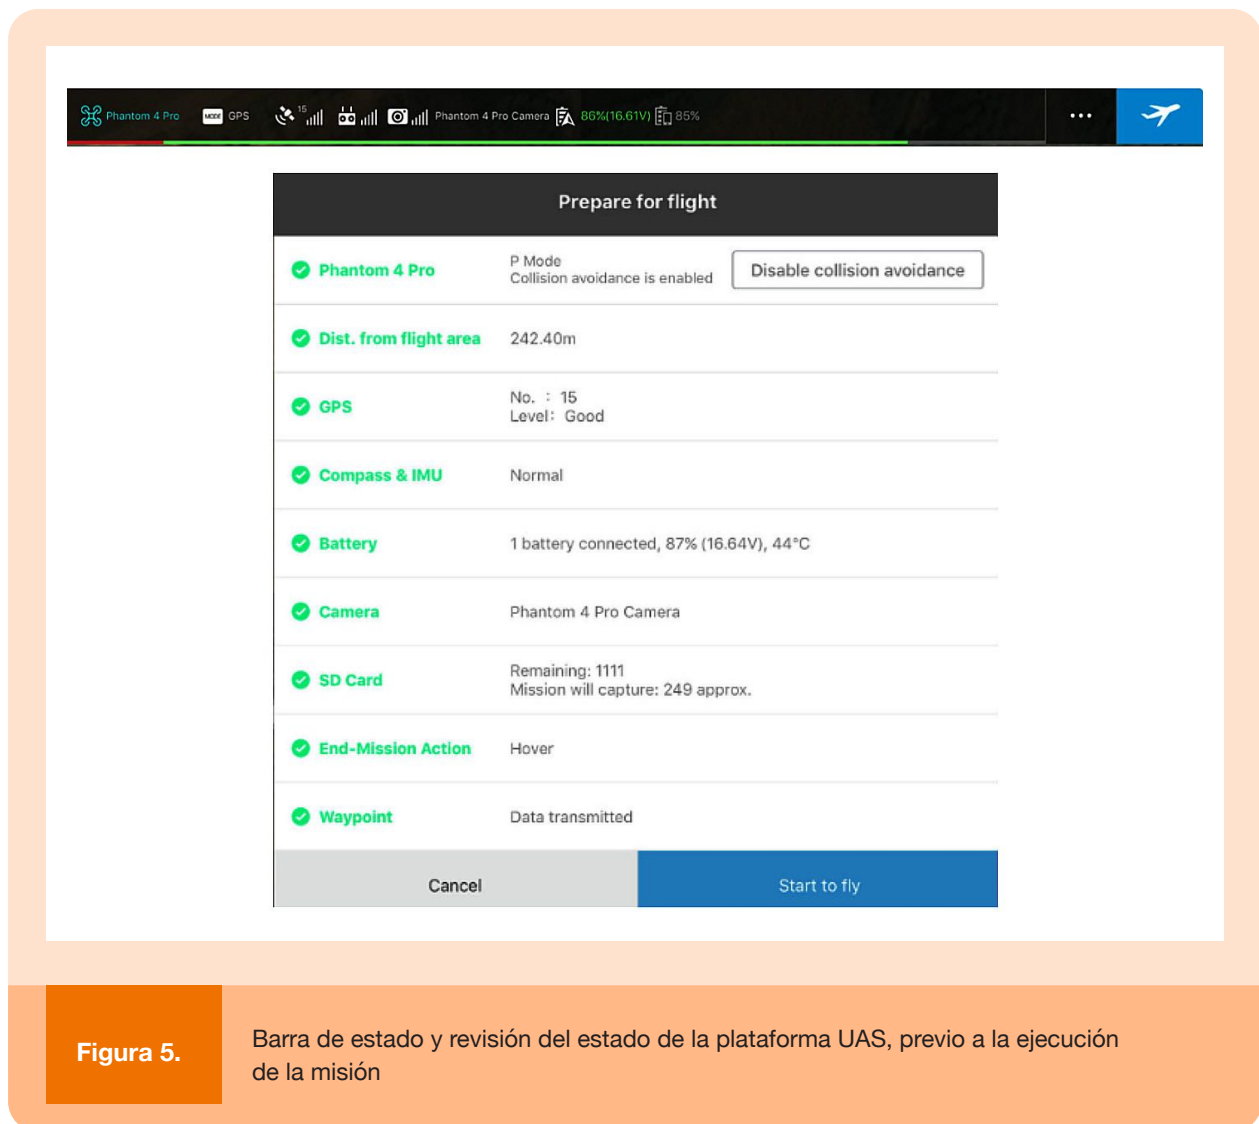 Phantom 4 Pro MODE GPS 15 Phantom 4 Pro Camera 86%(16.61V) 85% ...
Prepare for flight
Phantom 4 Pro
P Mode
Collision avoidance is enabled
Disable collision avoidance
Dist. from flight area 242.40m
GPS
No. : 15
Level: Good
Compass & IMU Normal
Battery 1 battery connected, 87% (16.64V), 44°C
Camera Phantom 4 Pro Camera
SD Card
Remaining: 1111
Mission will capture: 249 approx.
End-Mission Action Hover
Waypoint Data transmitted
Cancel Start to fly
Figura 5.
Barra de estado y revisión del estado de la plataforma UAS, previo a la ejecución
de la misión